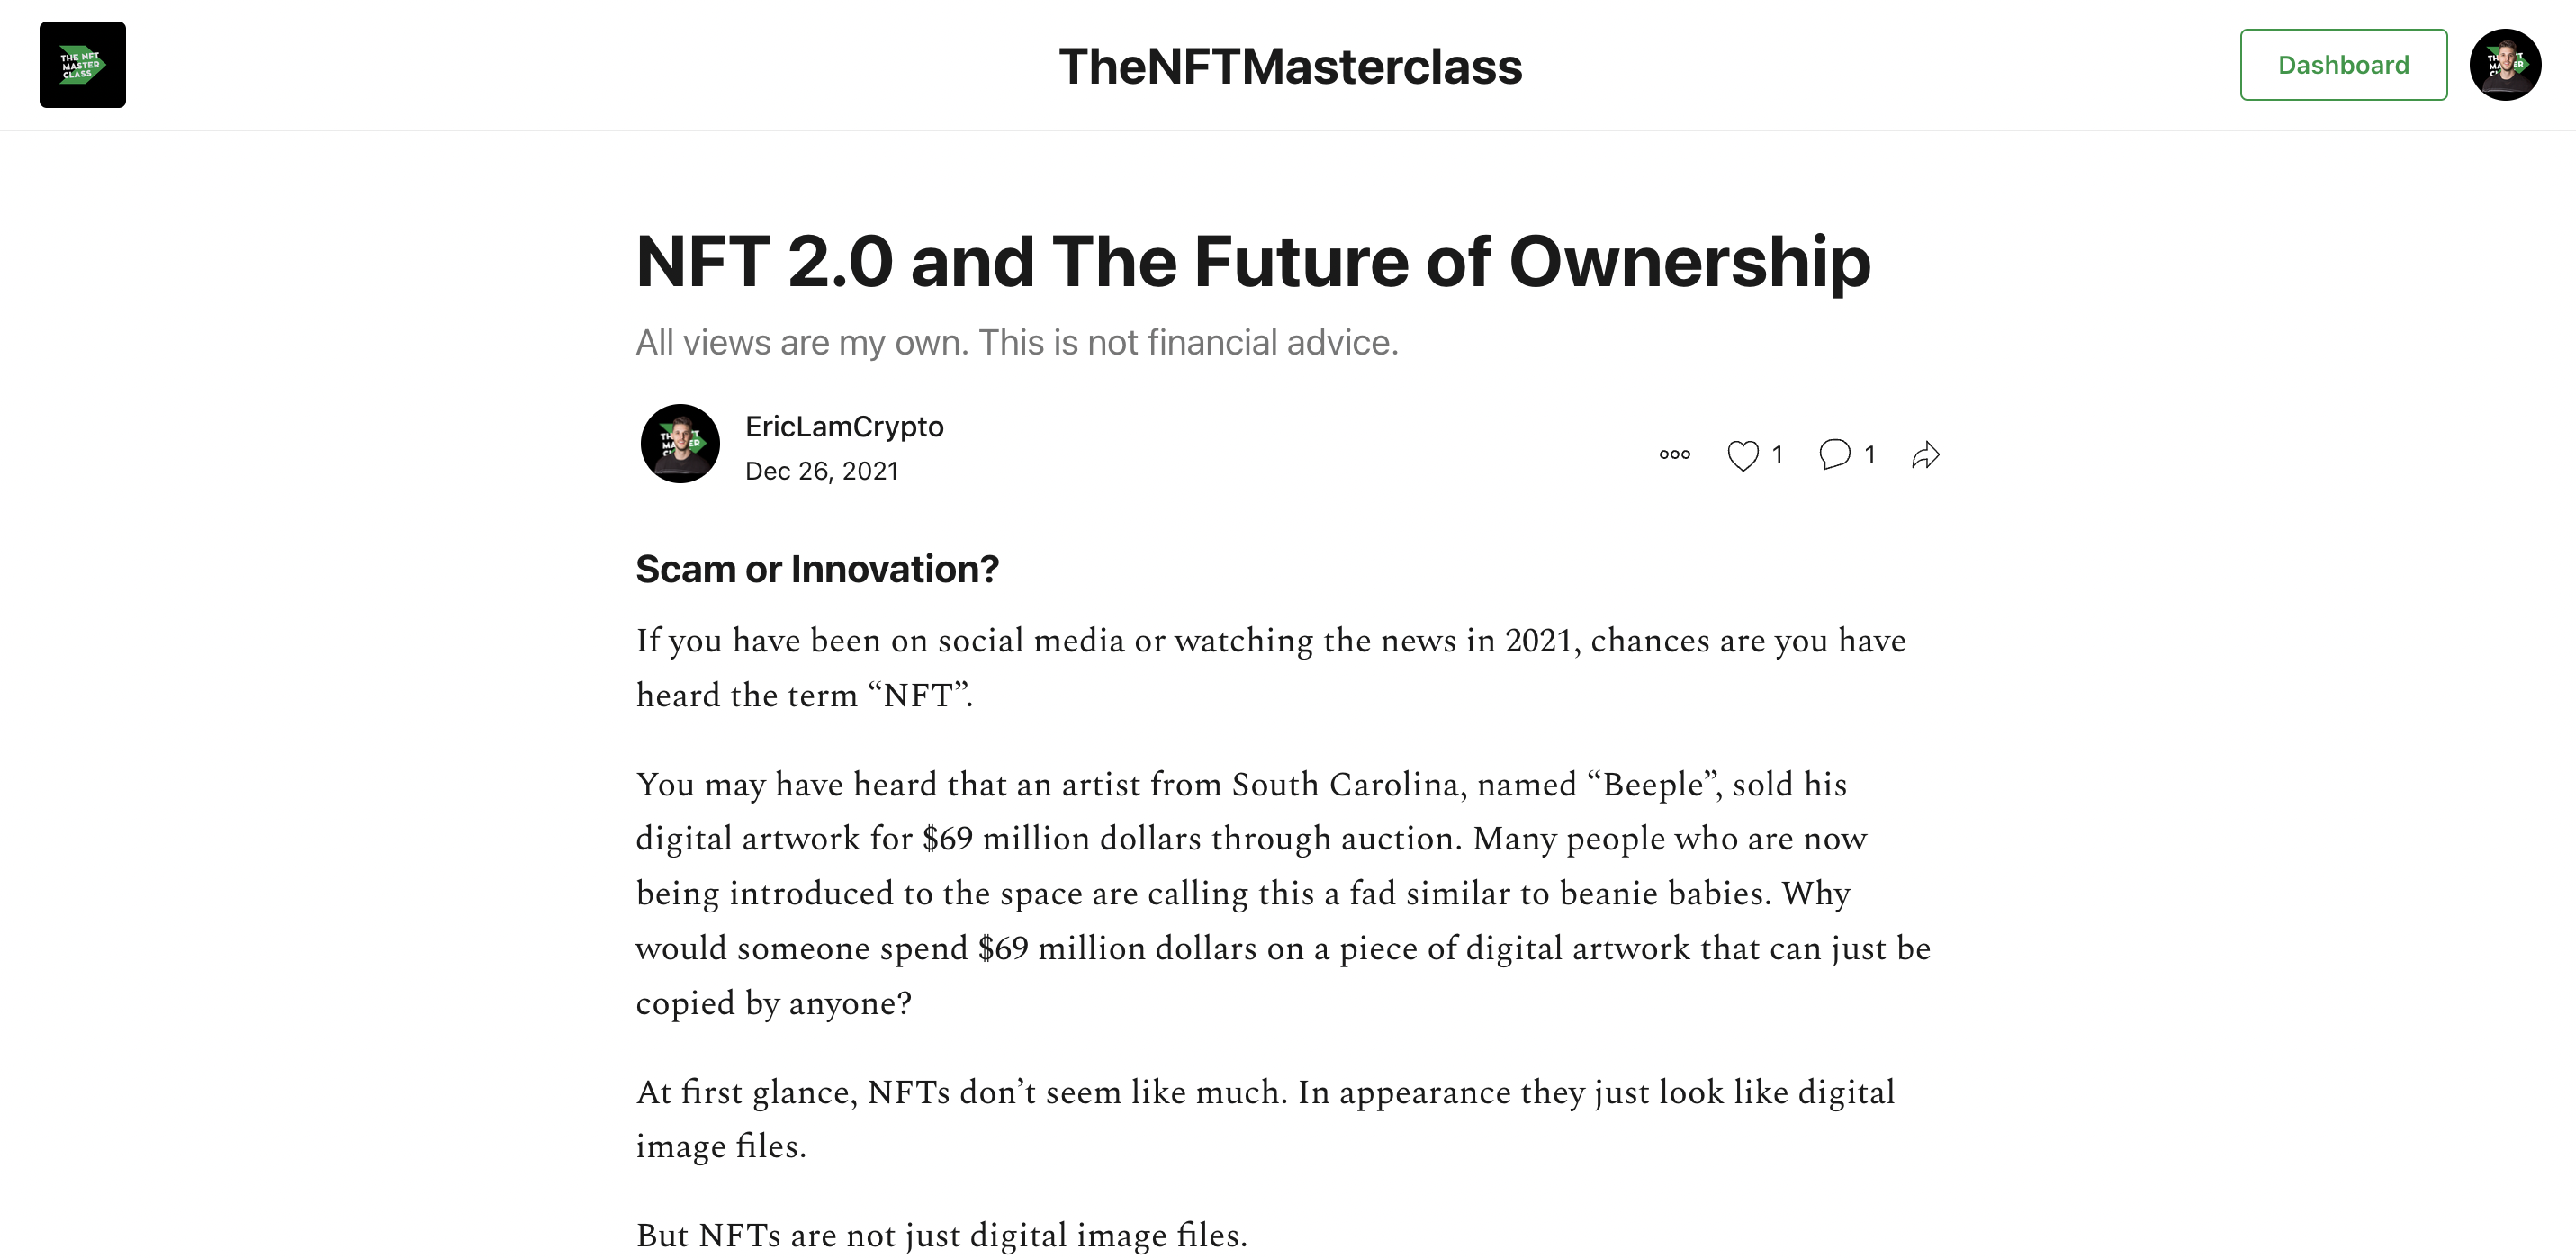 THE NFT
MASTER
CLASS
TheNFTMasterclass
Dashboard
NFT 2.0 and The Future of Ownership
All views are my own. This is not financial advice.
EricLamCrypto
Dec 26, 2021
1
1
Scam or Innovation?
If you have been on social media or watching the news in 2021, chances are you have
heard the term “NFT”.
You may have heard that an artist from South Carolina, named “Beeple”, sold his
digital artwork for $69 million dollars through auction. Many people who are now
being introduced to the space are calling this a fad similar to beanie babies. Why
would someone spend $69 million dollars on a piece of digital artwork that can just be
copied by anyone?
At first glance, NFTs don’t seem like much. In appearance they just look like digital
image files.
But NFTs are not just digital image files.